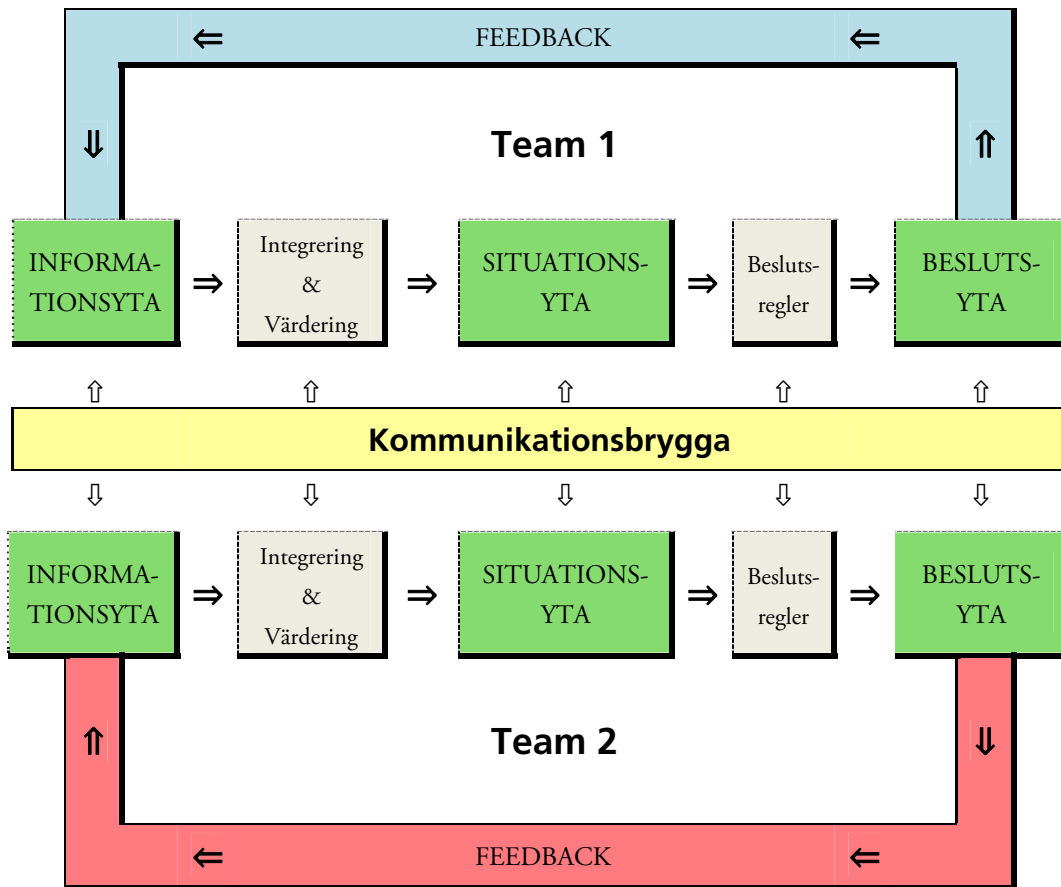 FEEDBACK
Team 1
INFORMA-
TIONSYTA
Integrering
&
Värdering
SITUATIONS-
YTA
Besluts-
regler
BESLUTS-
YTA
Kommunikationsbrygga
INFORMA-
TIONSYTA
Integrering
&
Värdering
SITUATIONS-
YTA
Besluts-
regler
BESLUTS-
YTA
Team 2
FEEDBACK